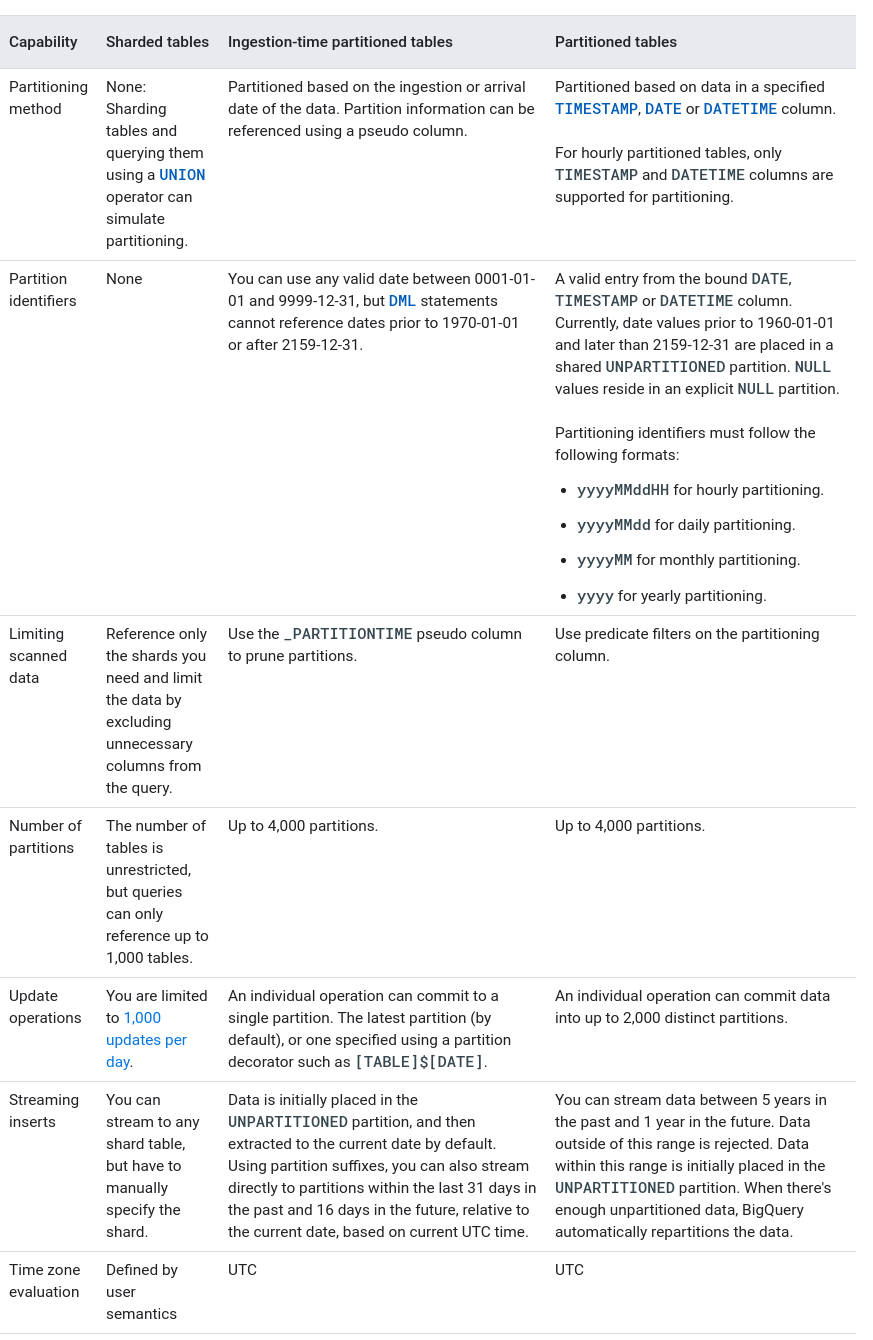 Capability
Sharded tables
Ingestion-time partitioned tables
Partitioned tables
Partitioning
method
None:
Sharding
tables and
querying them
using a UNION
operator can
simulate
partitioning.
Partitioned based on the ingestion or arrival
date of the data. Partition information can be
referenced using a pseudo column.
Partitioned based on data in a specified
TIMESTAMP, DATE or DATETIME column.
For hourly partitioned tables, only
TIMESTAMP and DATETIME columns are
supported for partitioning.
Partition
identifiers
None
You can use any valid date between 0001-01-
01 and 9999-12-31, but DML statements
cannot reference dates prior to 1970-01-01
or after 2159-12-31.
A valid entry from the bound DATE,
TIMESTAMP or DATETIME column.
Currently, date values prior to 1960-01-01
and later than 2159-12-31 are placed in a
shared UNPARTITIONED partition. NULL
values reside in an explicit NULL partition.
Partitioning identifiers must follow the
following formats:
• yyyyMMddHH for hourly partitioning.
• yyyyMMdd for daily partitioning.
• yyyyMM for monthly partitioning.
• yyyy for yearly partitioning.
Limiting
scanned
data
Reference only
the shards you
need and limit
the data by
excluding
unnecessary
columns from
the query.
Use the _PARTITIONTIME pseudo column
to prune partitions.
Use predicate filters on the partitioning
column.
Number of
partitions
The number of
tables is
unrestricted,
but queries
can only
reference up to
1,000 tables.
Up to 4,000 partitions.
Up to 4,000 partitions.
Update
operations
You are limited
to 1,000
updates per
day.
An individual operation can commit to a
single partition. The latest partition (by
default), or one specified using a partition
decorator such as [TABLE]$[DATE].
An individual operation can commit data
into up to 2,000 distinct partitions.
Streaming
inserts
You can
stream to any
shard table,
but have to
manually
specify the
shard.
Data is initially placed in the
UNPARTITIONED partition, and then
extracted to the current date by default.
Using partition suffixes, you can also stream
directly to partitions within the last 31 days in
the past and 16 days in the future, relative to
the current date, based on current UTC time.
You can stream data between 5 years in
the past and 1 year in the future. Data
outside of this range is rejected. Data
within this range is initially placed in the
UNPARTITIONED partition. When there's
enough unpartitioned data, BigQuery
automatically repartitions the data.
Time zone
evaluation
Defined by
user
semantics
UTC
UTC